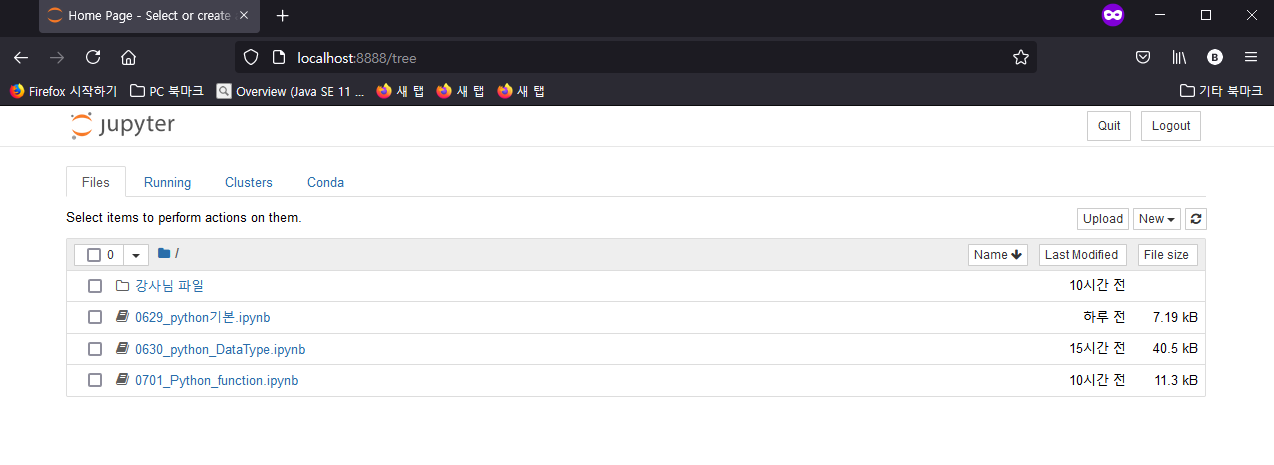 Home Page - Select or create a
localhost:8888/tree
B
Firefox 시작하기 PC 북마크 Overview (Java SE 11 ... 새 탭 새 탭 새 탭 기타 북마크
jupyter Quit Logout
Files Running Clusters Conda
Select items to perform actions on them. Upload New
0 / Name Last Modified File size
강사님 파일 10시간 전
0629_python기본.ipynb 하루 전 7.19 kB
0630_python_DataType.ipynb 15시간 전 40.5 kB
0701_Python_function.ipynb 10시간 전 11.3 kB